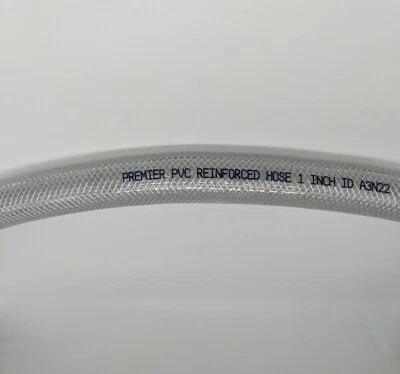 PREMIER PVC REINFORCED HOSE 1 INCH ID A3N22